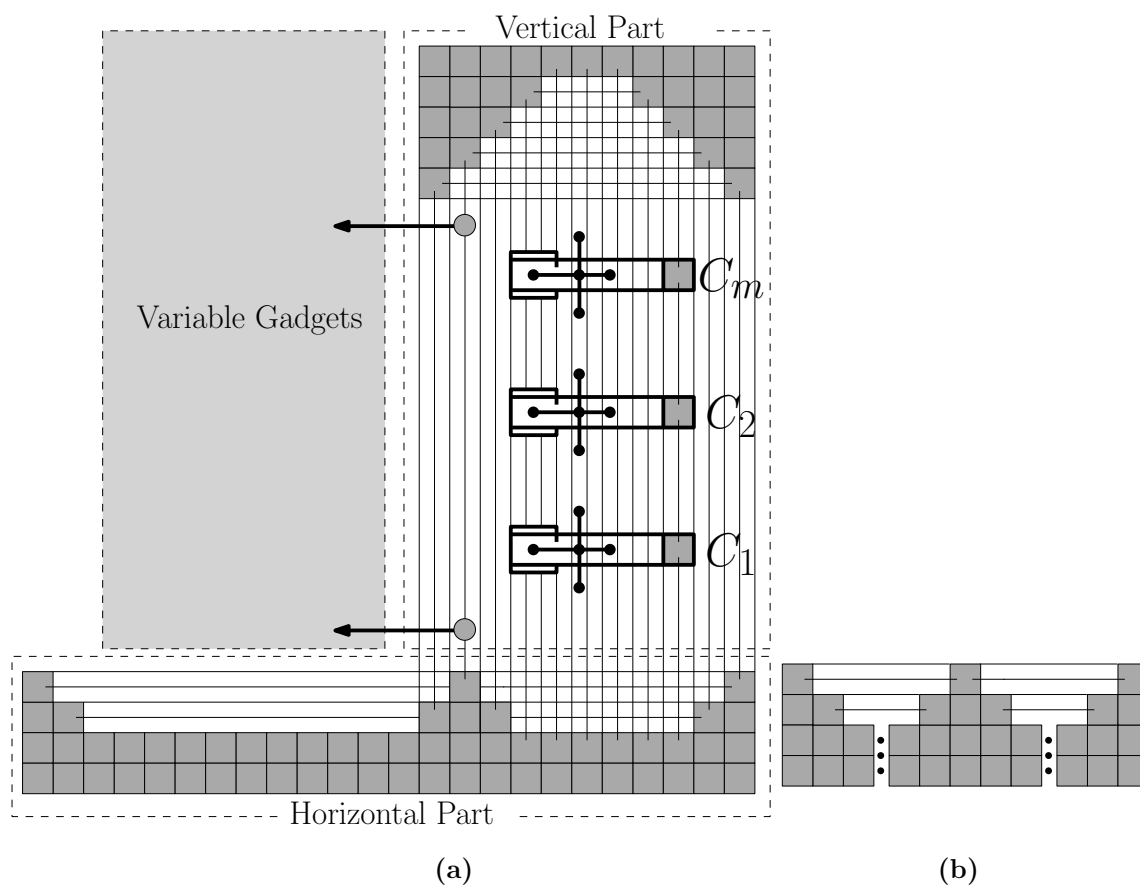 Vertical Part
C_m
Variable Gadgets
C_2
C_1
Horizontal Part
(a)
(b)